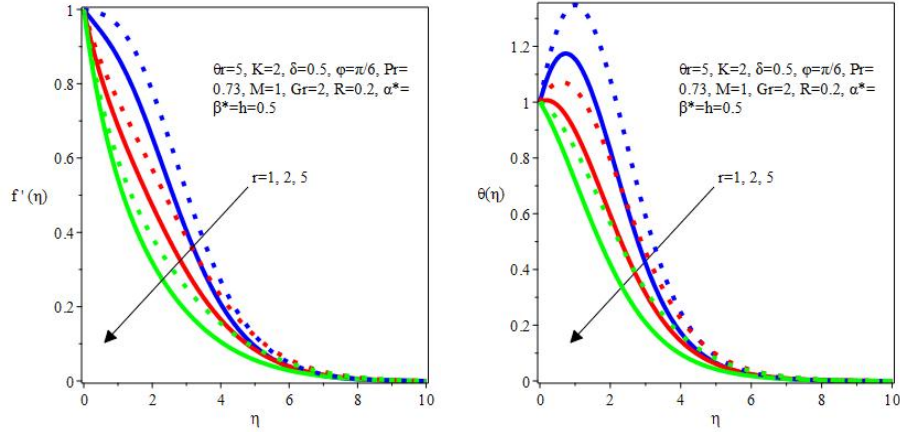 1
0.8
0.6
f '(η)
0.4
0.2
0
0 2 4 6 8 10
η
θr=5, K=2, δ=0.5, φ=π/6, Pr=
0.73, M=1, Gr=2, R=0.2, α*=
β*=h=0.5
r=1, 2, 5
1.2
1
0.8
θ(η)
0.6
0.4
0.2
0
0 2 4 6 8 10
η
θr=5, K=2, δ=0.5, φ=π/6, Pr=
0.73, M=1, Gr=2, R=0.2, α*=
β*=h=0.5
r=1, 2, 5